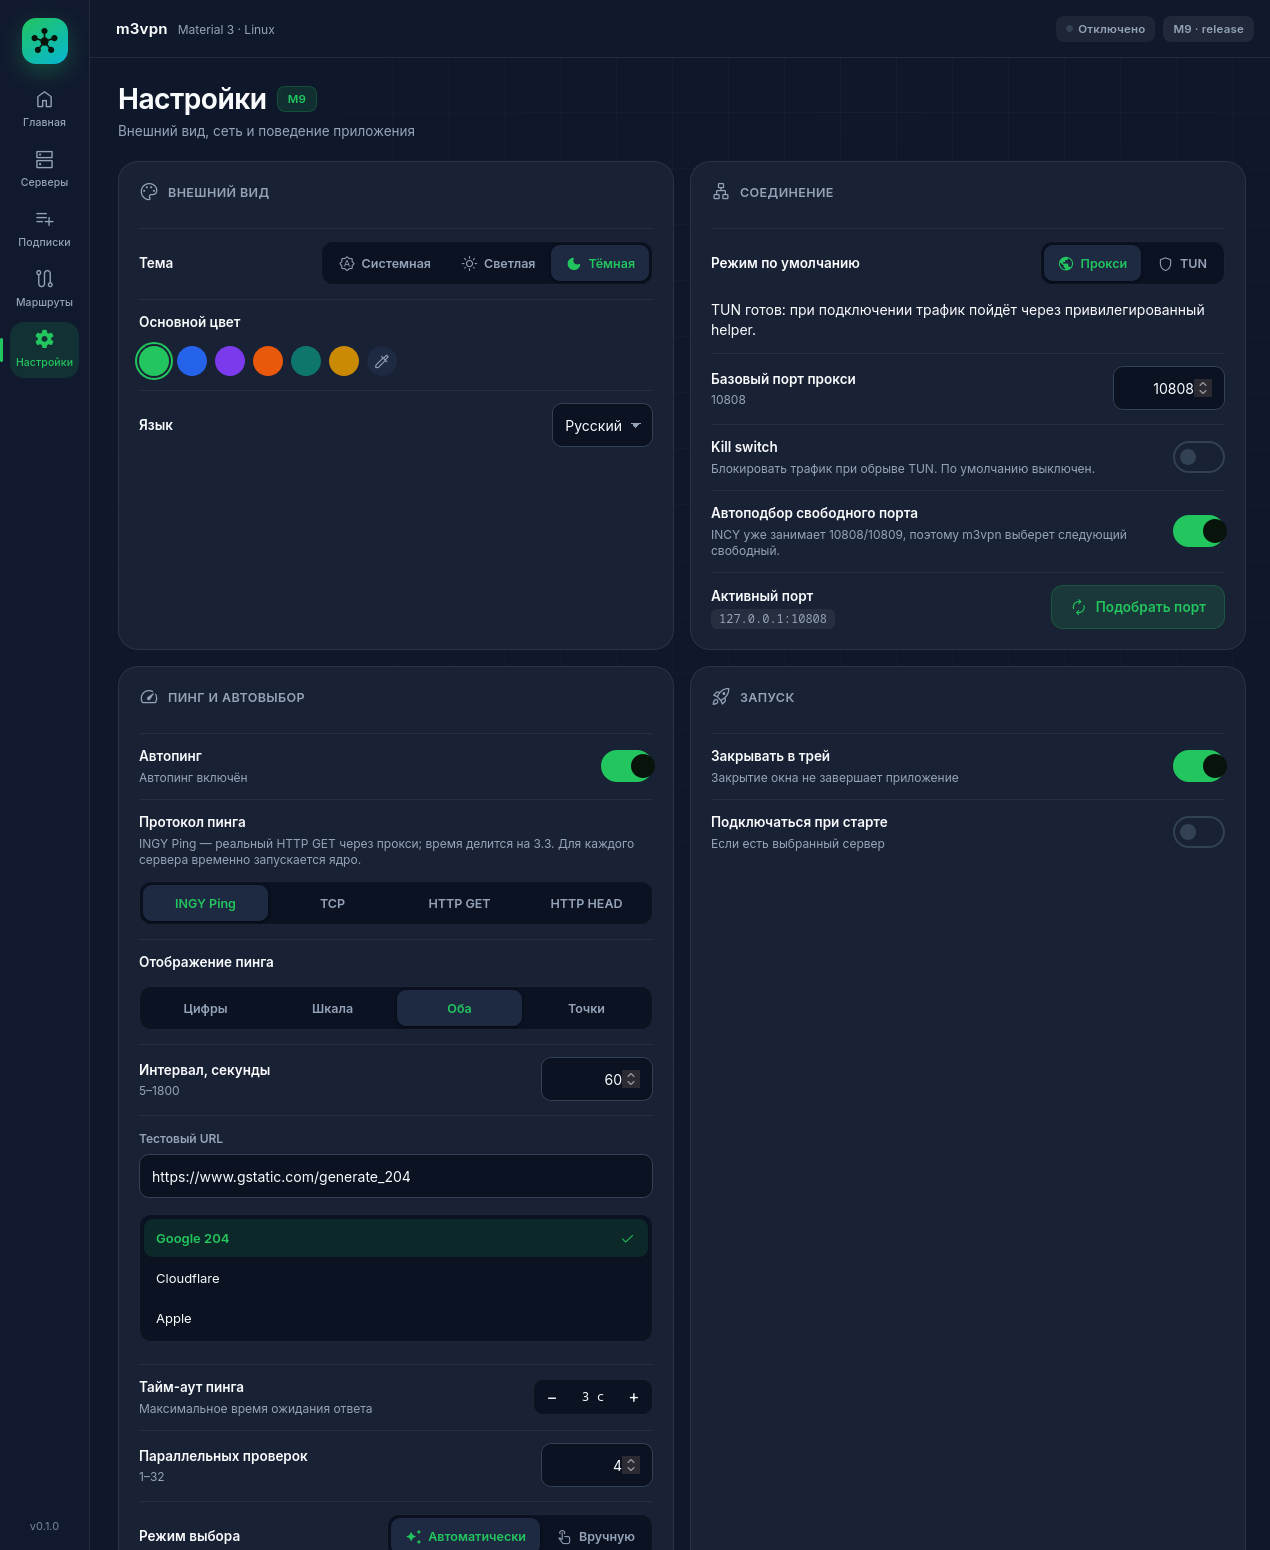 m3vpn Material 3 · Linux
Отключено
M9 · release
Главная
Серверы
Подписки
Маршруты
Настройки
v0.1.0
Настройки M9
Внешний вид, сеть и поведение приложения
ВНЕШНИЙ ВИД
Тема
Системная Светлая Тёмная
Основной цвет
Язык
Русский
СОЕДИНЕНИЕ
Режим по умолчанию
Прокси TUN
TUN готов: при подключении трафик пойдёт через привилегированный
helper.
Базовый порт прокси
10808
10808
Kill switch
Блокировать трафик при обрыве TUN. По умолчанию выключен.
Автоподбор свободного порта
INCY уже занимает 10808/10809, поэтому m3vpn выберет следующий
свободный.
Активный порт
127.0.0.1:10808
Подобрать порт
ПИНГ И АВТОВЫБОР
Автопинг
Автопинг включён
Протокол пинга
INGY Ping — реальный HTTP GET через прокси; время делится на 3.3. Для каждого
сервера временно запускается ядро.
INGY Ping TCP HTTP GET HTTP HEAD
Отображение пинга
Цифры Шкала Оба Точки
Интервал, секунды
5–1800
60
Тестовый URL
https://www.gstatic.com/generate_204
Google 204
Cloudflare
Apple
Тайм-аут пинга
Максимальное время ожидания ответа
− 3 с +
Параллельных проверок
1–32
4
Режим выбора
Автоматически Вручную
ЗАПУСК
Закрывать в трей
Закрытие окна не завершает приложение
Подключаться при старте
Если есть выбранный сервер